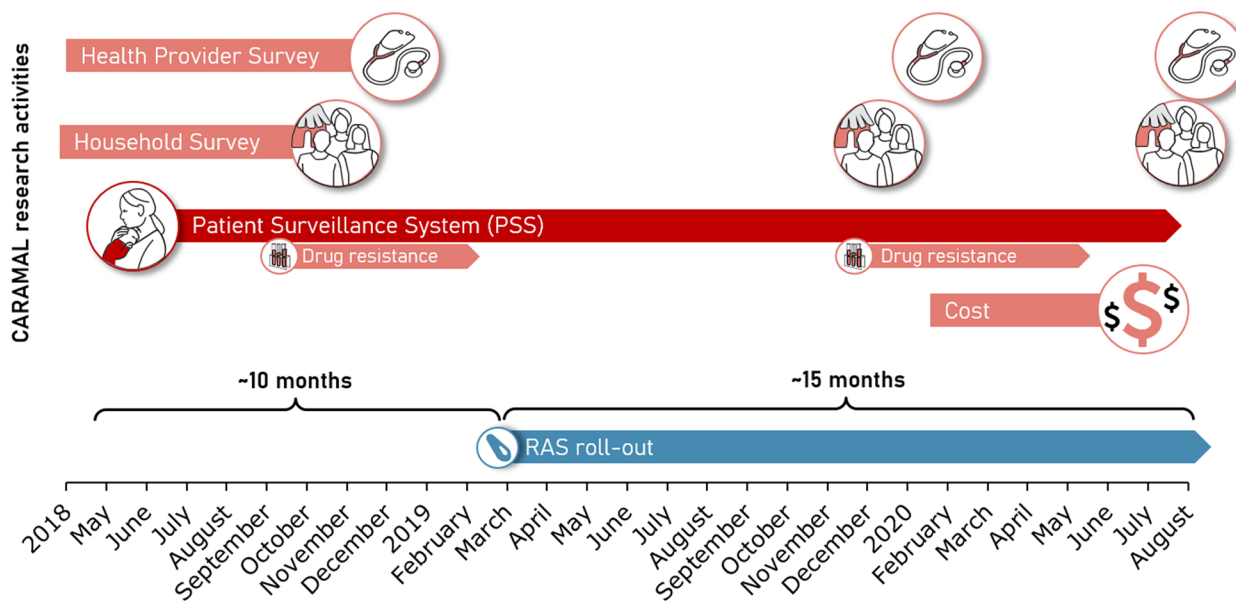 CARAMAL research activities
Health Provider Survey
Household Survey
Patient Surveillance System (PSS)
Drug resistance
Drug resistance
Cost
$
$
$
~10 months
~15 months
RAS roll-out
2018
May
June
July
August
September
October
November
December
2019
February
March
April
May
June
July
August
September
October
November
December
2020
February
March
April
May
June
July
August